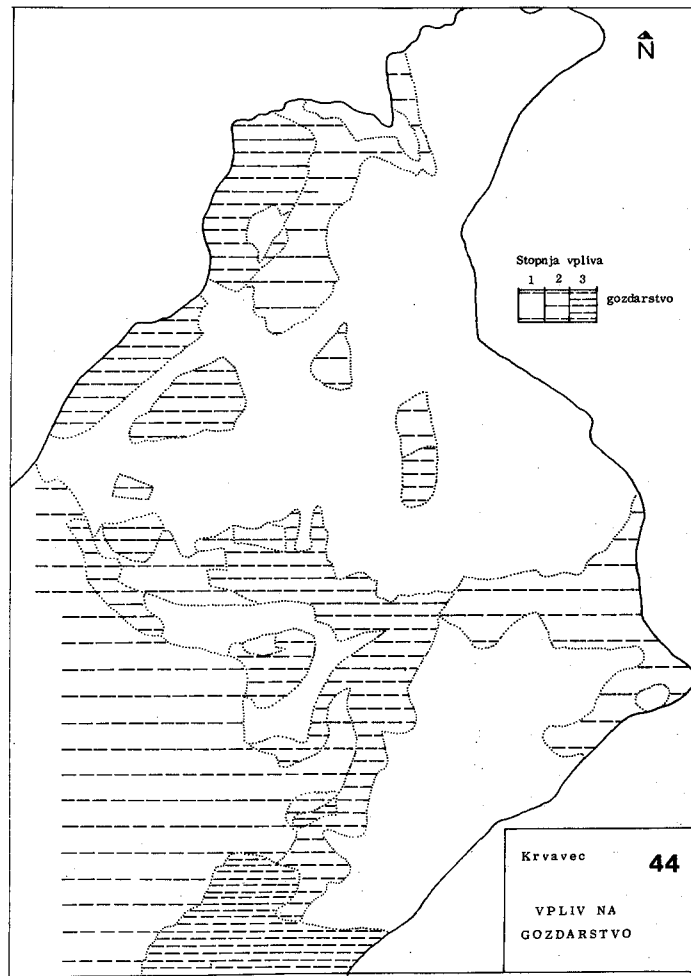 N
Stopnja vpliva
1 2 3
gozdarstvo
Krvavec 44
VPLIV NA
GOZDARSTVO